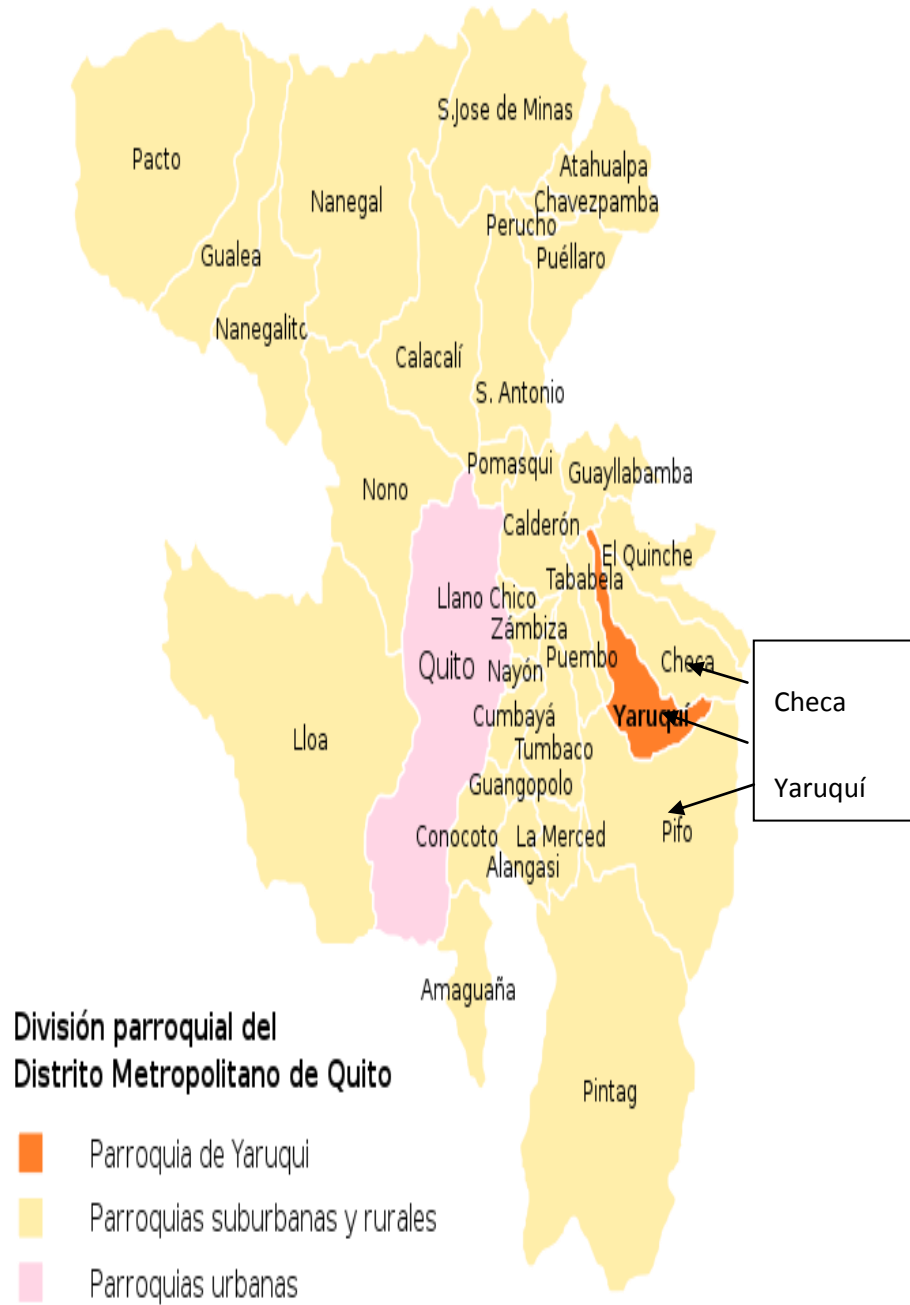 S.Jose de Minas
Pacto
Atahualpa
Nanegal
Chavezpamba
Perucho
Gualea
Puéllaro
Nanegalito
Calacalí
S. Antonio
Pomasqui
Guayllabamba
Nono
Calderón
El Quinche
Tababela
Llano Chico
Zámbiza
Puembo
Checa
Quito
Nayón
Checa
Cumbayá
Yaruquí
Lloa
Tumbaco
Guangopolo
Yaruquí
Conocoto
La Merced
Pifo
Alangasi
Amaguaña
División parroquial del
Distrito Metropolitano de Quito
Pintag
Parroquia de Yaruqui
Parroquias suburbanas y rurales
Parroquias urbanas